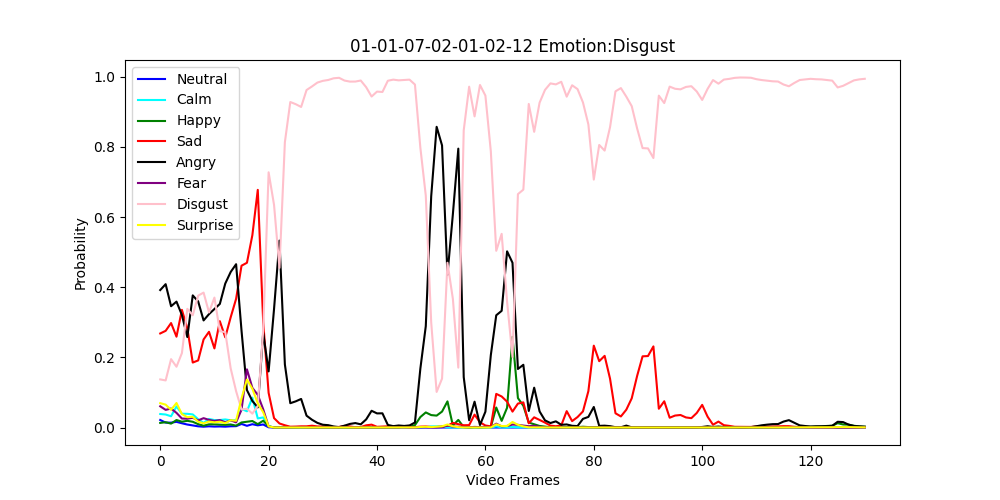 01-01-07-02-01-02-12 Emotion:Disgust
1.0
0.8
0.6
0.4
0.2
0.0
Probability
Neutral
Calm
Happy
Sad
Angry
Fear
Disgust
Surprise
0 20 40 60 80 100 120
Video Frames